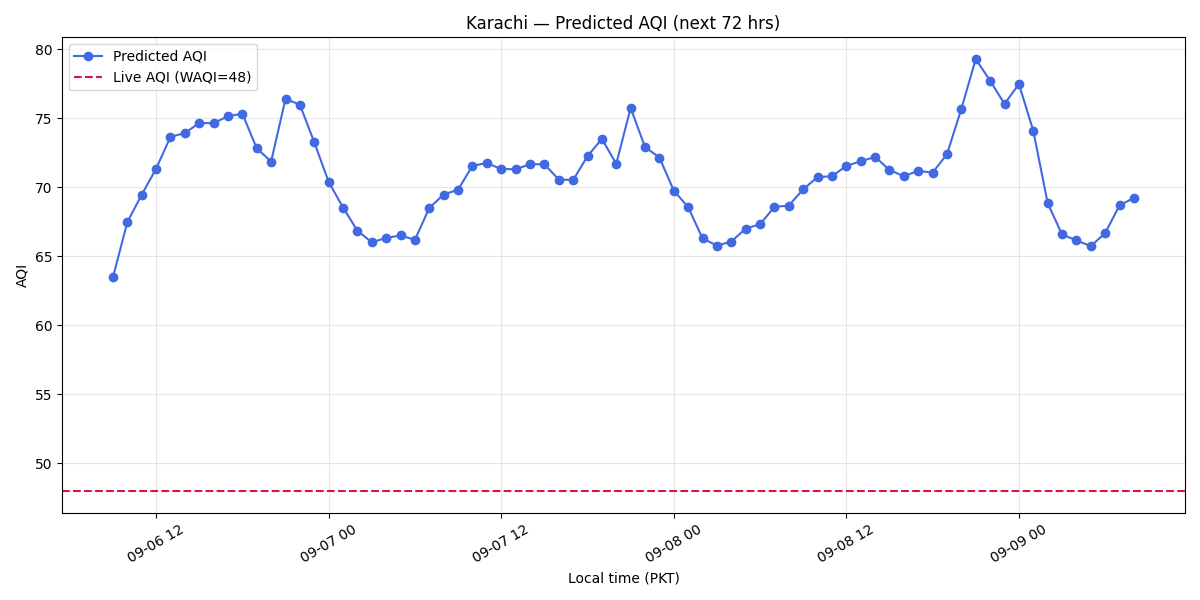 Karachi — Predicted AQI (next 72 hrs)
Predicted AQI
Live AQI (WAQI=48)
AQI
80
75
70
65
60
55
50
09-06 12
09-07 00
09-07 12
09-08 00
09-08 12
09-09 00
Local time (PKT)